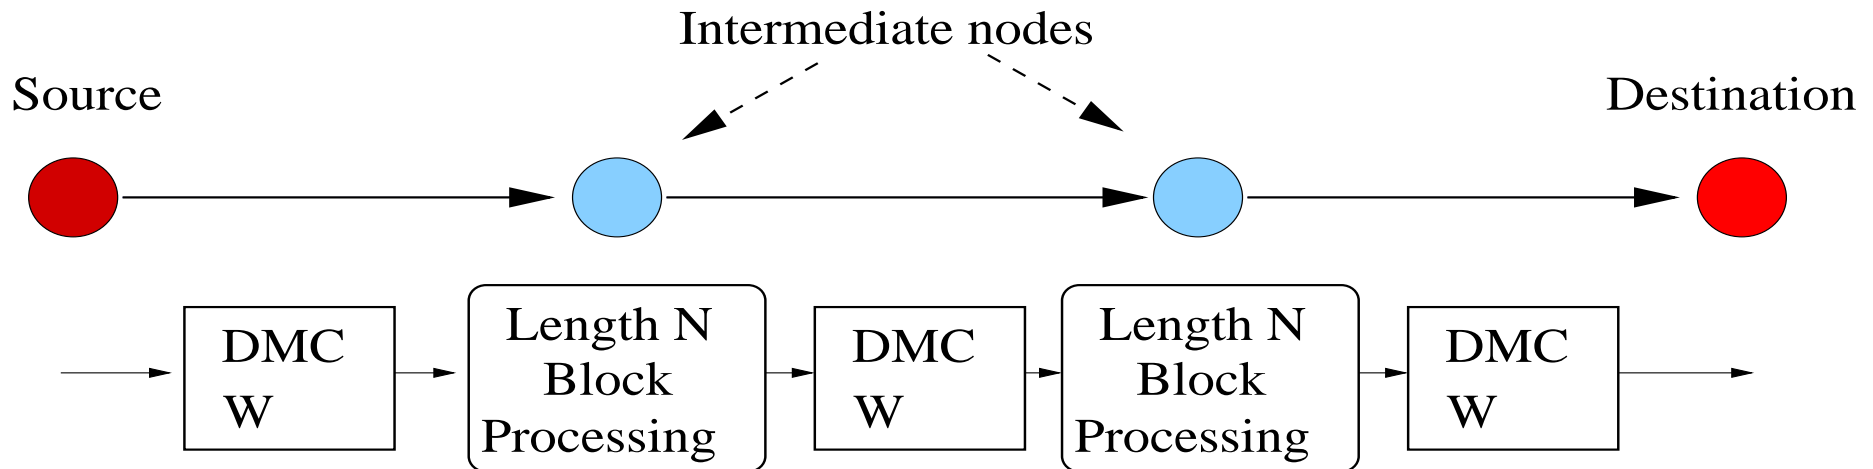 Intermediate nodes
Source
Destination
DMC
W
Length N
Block
Processing
DMC
W
Length N
Block
Processing
DMC
W